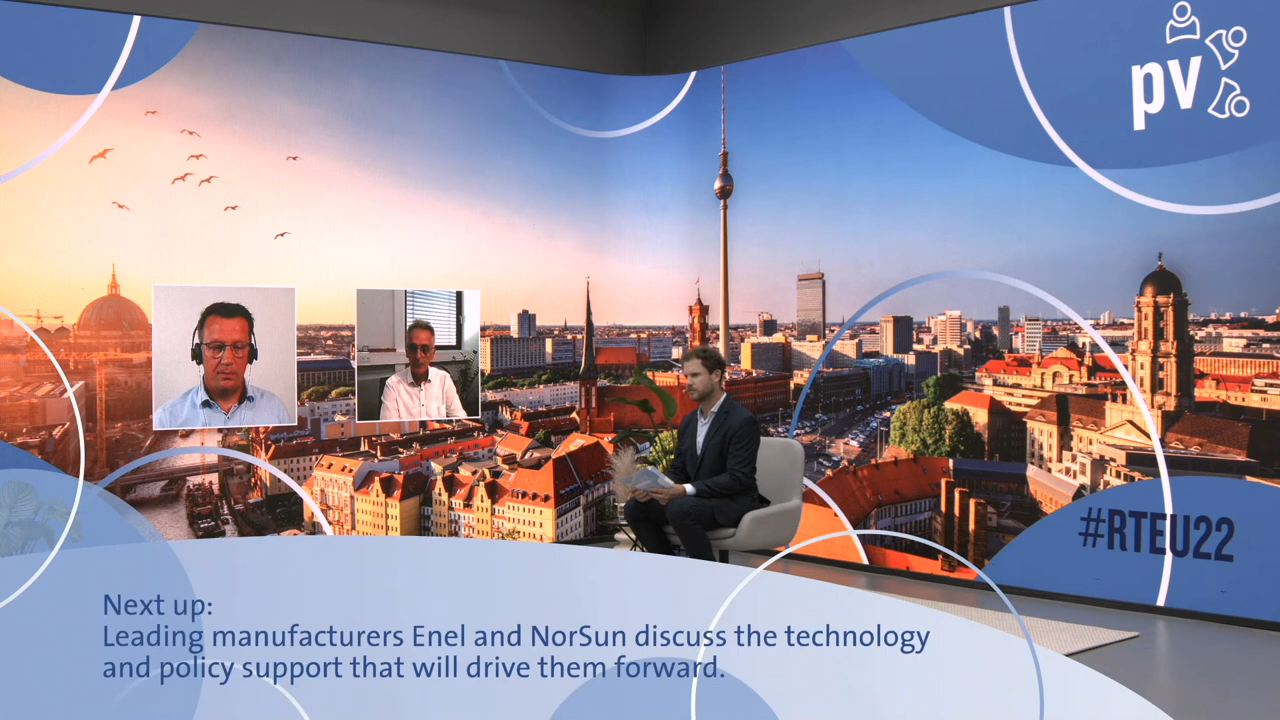 pv
#RTEU22
Next up:
Leading manufacturers Enel and NorSun discuss the technology
and policy support that will drive them forward.